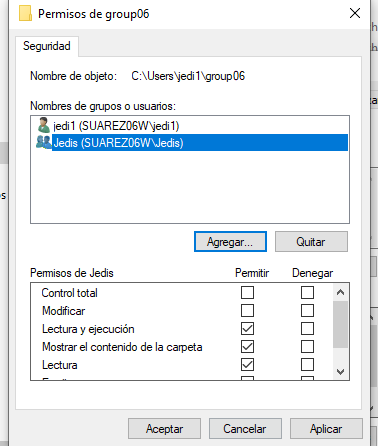 Permisos de group06
Seguridad
Nombre de objeto: C:\Users\jedi1\group06
Nombres de grupos o usuarios:
jedi1 (SUAREZ06W\jedi1)
Jedis (SUAREZ06W\Jedis)
Agregar... Quitar
Permisos de Jedis Permitir Denegar
Control total
Modificar
Lectura y ejecución
Mostrar el contenido de la carpeta
Lectura
Aceptar Cancelar Aplicar